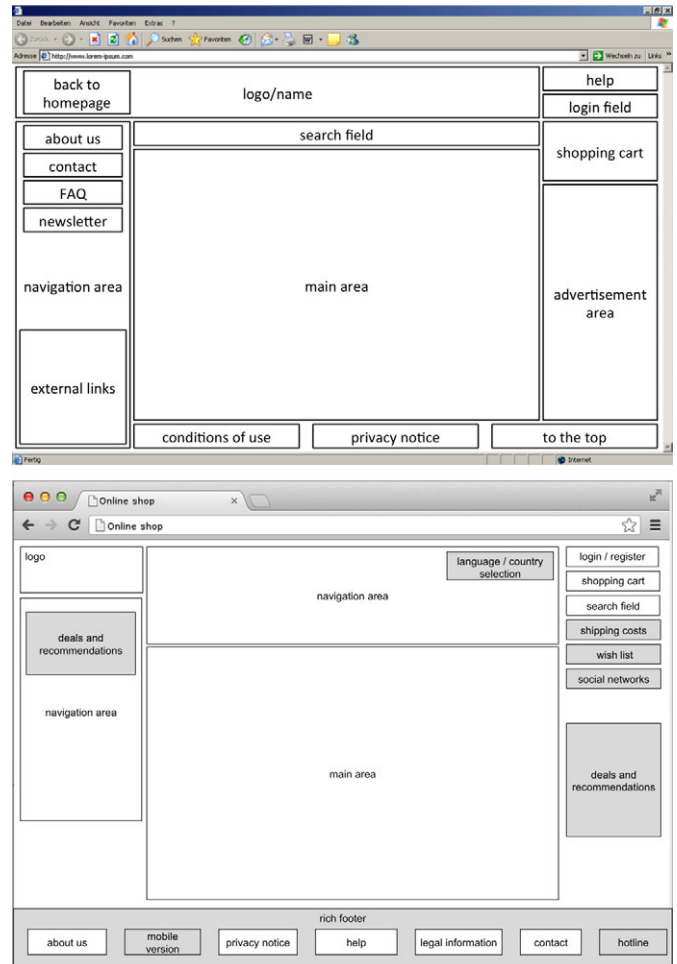 Datei Bearbeiten Ansicht Favoriten Extras ?
Zurück Suchen Favoriten
Adresse http://www.lorem-ipsum.com Wechseln zu Links »
back to
homepage
logo/name
help
login field
about us
search field
shopping cart
contact
FAQ
newsletter
navigation area
main area
advertisement
area
external links
conditions of use
privacy notice
to the top
Fertig Internet
Online shop
Online shop
logo
language / country
selection
navigation area
login / register
shopping cart
search field
shipping costs
wish list
social networks
deals and
recommendations
navigation area
main area
deals and
recommendations
rich footer
about us
mobile
version
privacy notice
help
legal information
contact
hotline